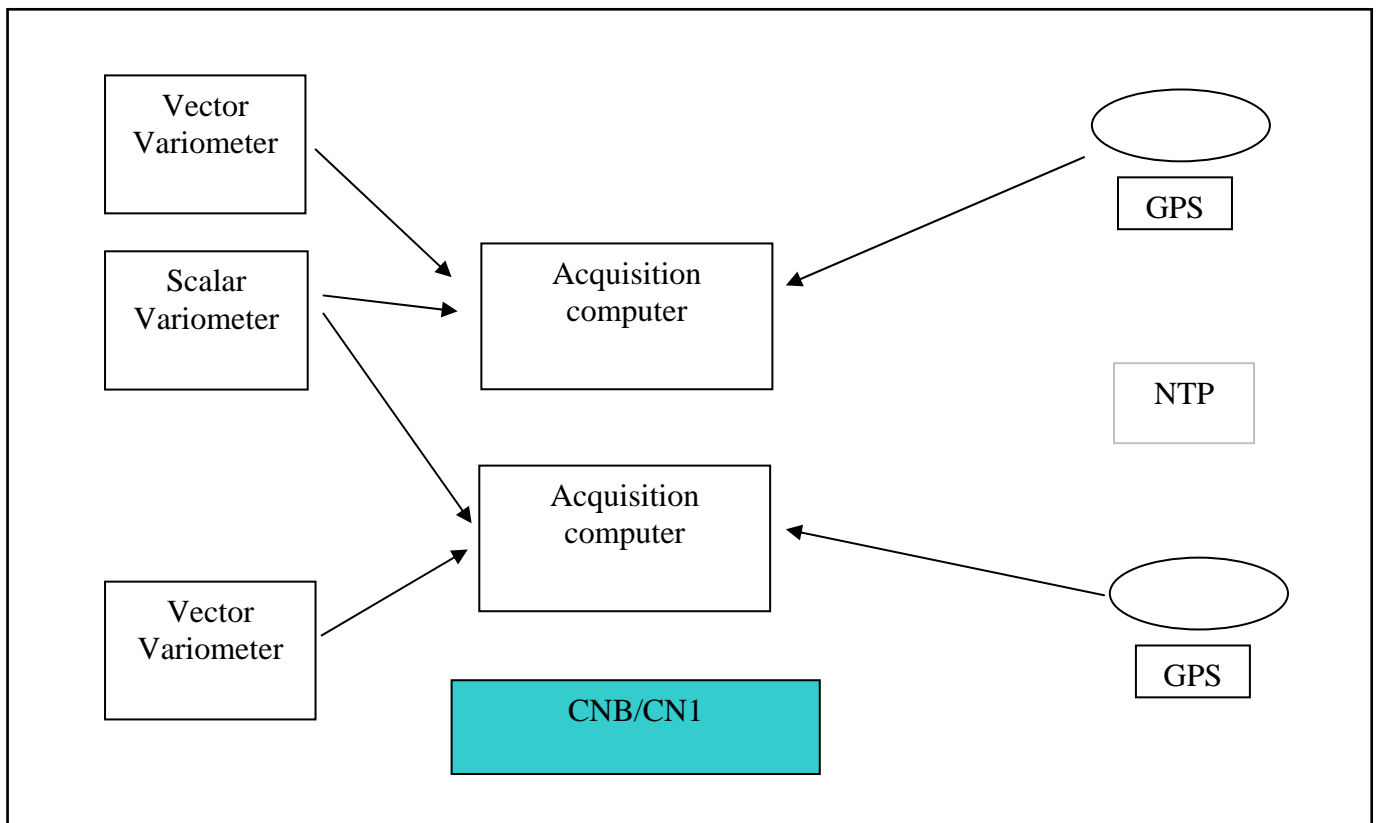 Vector
Variometer
GPS
Scalar
Variometer
Acquisition
computer
NTP
Acquisition
computer
Vector
Variometer
GPS
CNB/CN1